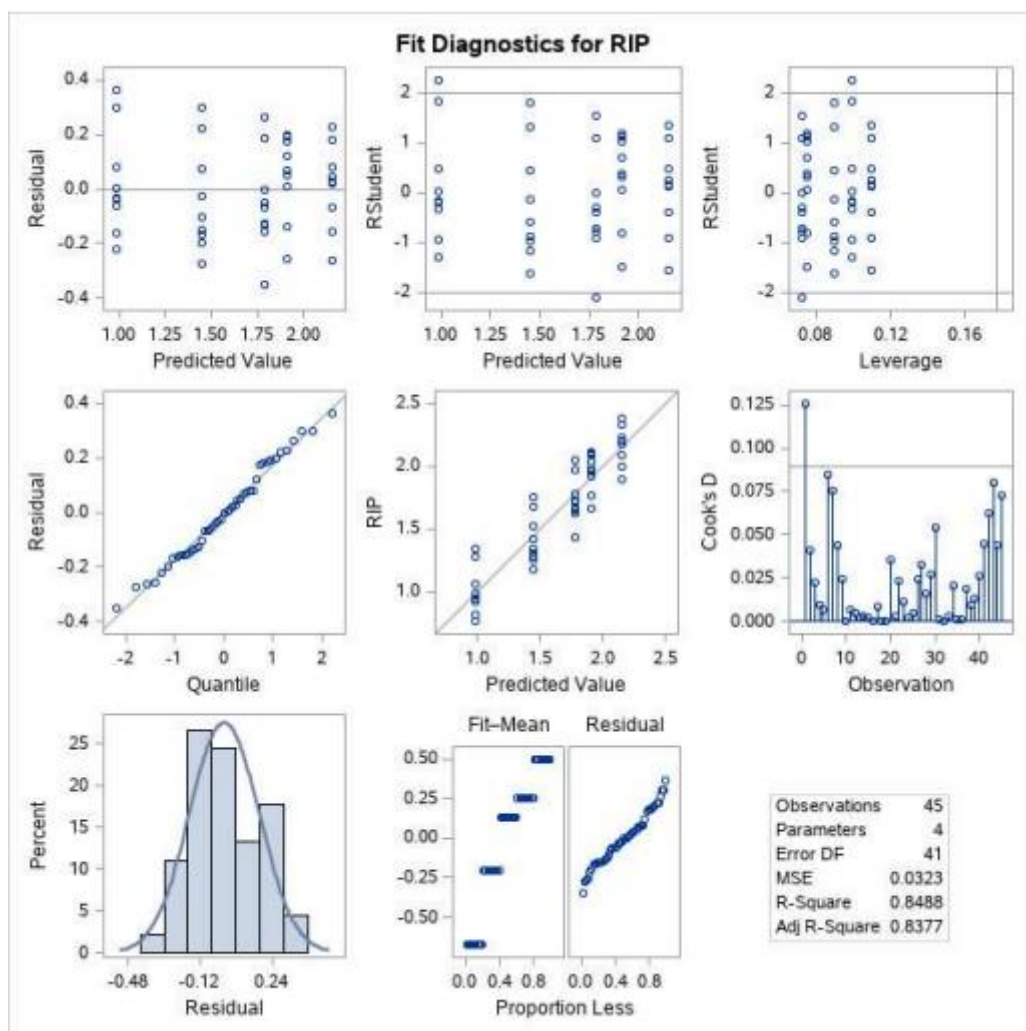 Fit Diagnostics for RIP
0.4
0.2
0.0
-0.2
-0.4
Residual
1.00 1.25 1.50 1.75 2.00
Predicted Value
2
1
0
-1
-2
RStudent
1.00 1.25 1.50 1.75 2.00
Predicted Value
2
1
0
-1
-2
RStudent
0.08 0.12 0.16
Leverage
0.4
0.2
0.0
-0.2
-0.4
Residual
-2 -1 0 1 2
Quantile
2.5
2.0
1.5
1.0
RIP
1.0 1.5 2.0 2.5
Predicted Value
0.125
0.100
0.075
0.050
0.025
0.000
Cook's D
0 10 20 30 40
Observation
25
20
15
10
5
0
Percent
-0.48 -0.12 0.24
Residual
Fit–Mean Residual
0.50
0.25
0.00
-0.25
-0.50
0.0 0.4 0.8 0.0 0.4 0.8
Proportion Less
Observations 45
Parameters 4
Error DF 41
MSE 0.0323
R-Square 0.8488
Adj R-Square 0.8377